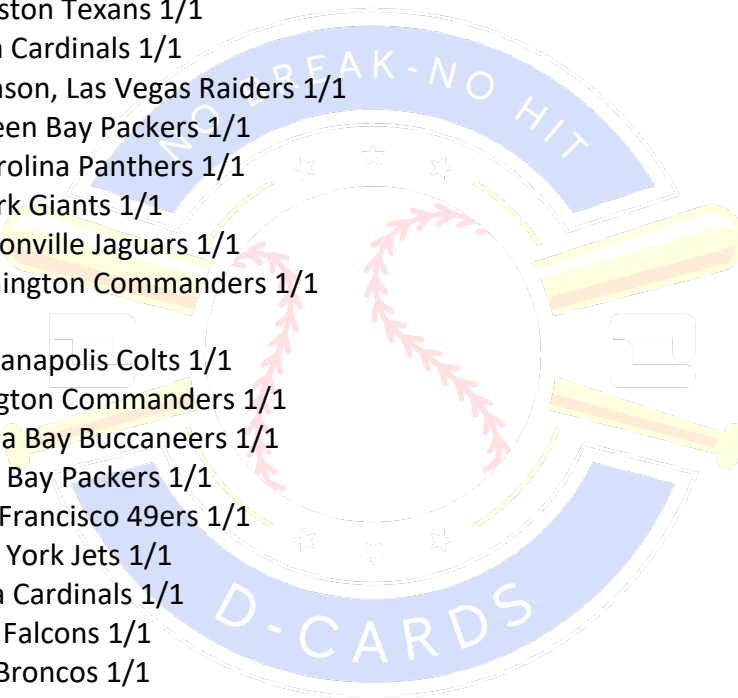 ston Texans 1/1
a Cardinals 1/1
nson, Las Vegas Raiders 1/1
een Bay Packers 1/1
rolina Panthers 1/1
rk Giants 1/1
onville Jaguars 1/1
ington Commanders 1/1
anapolis Colts 1/1
gton Commanders 1/1
a Bay Buccaneers 1/1
Bay Packers 1/1
Francisco 49ers 1/1
York Jets 1/1
a Cardinals 1/1
Falcons 1/1
Broncos 1/1
NO BREAK-NO HIT
D-CARDS